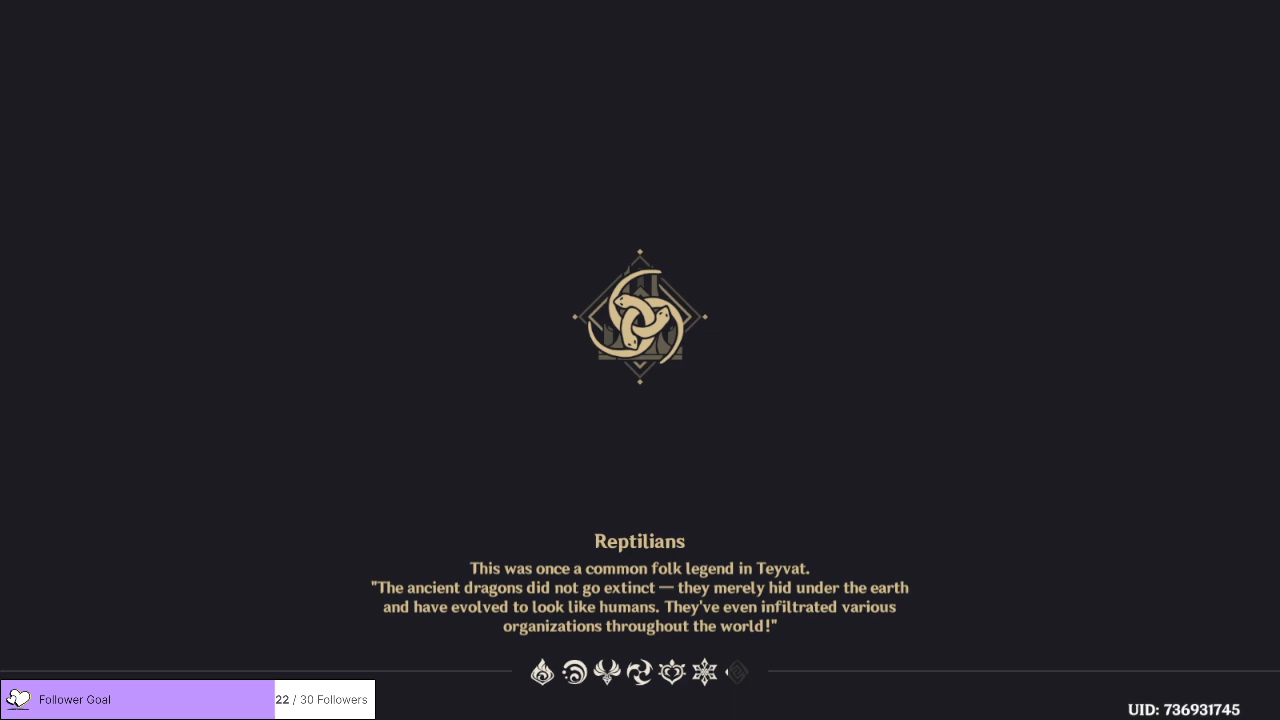 Reptilians
This was once a common folk legend in Teyvat.
"The ancient dragons did not go extinct — they merely hid under the earth
and have evolved to look like humans. They've even infiltrated various
organizations throughout the world!"
Follower Goal
22 / 30 Followers
UID: 736931745